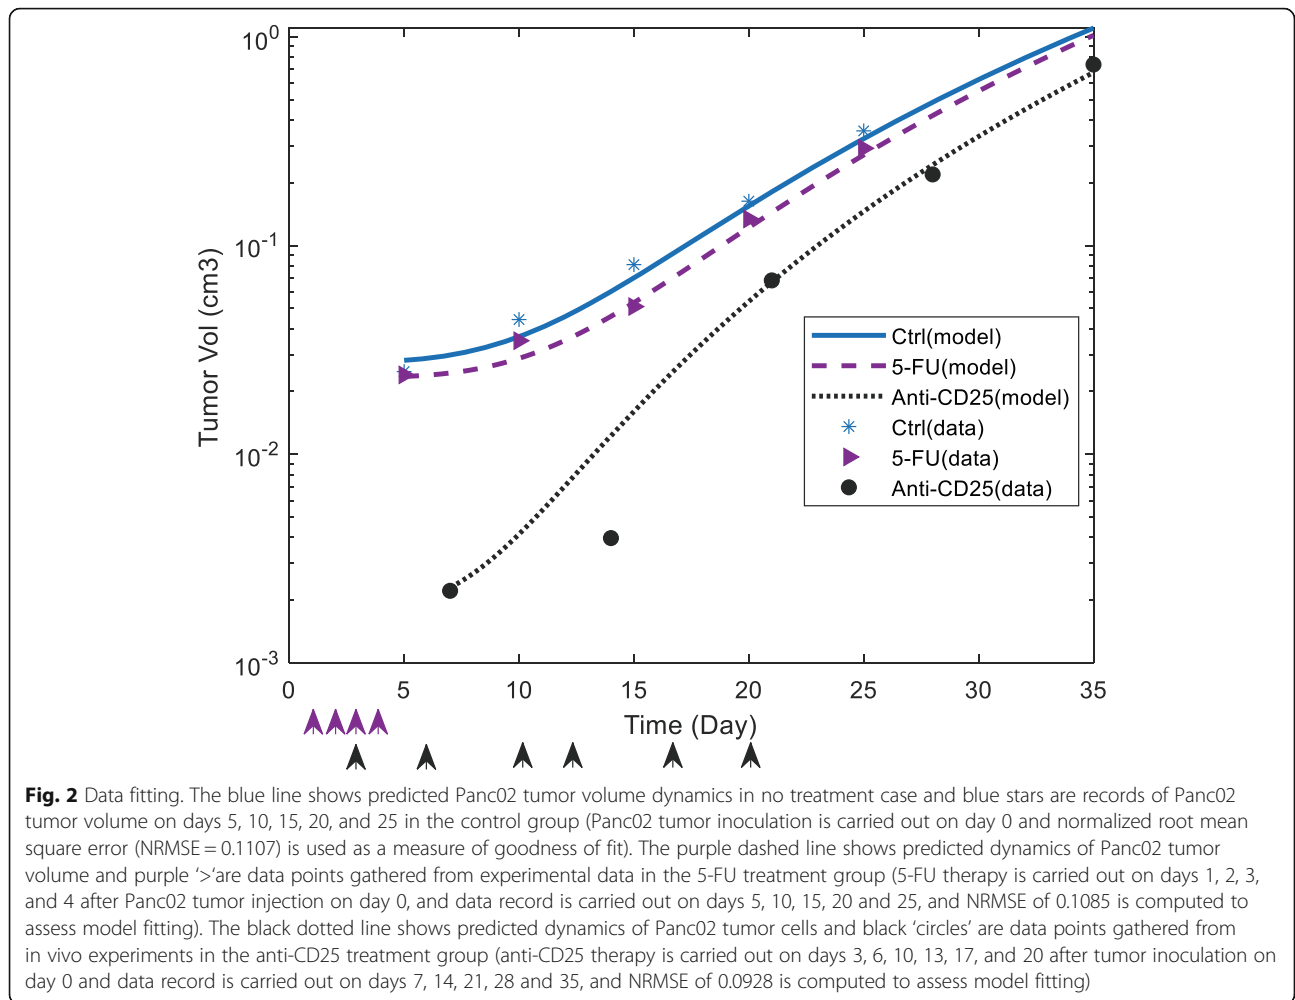 10^0
10^-1
10^-2
10^-3
Tumor Vol (cm3)
Ctrl(model)
5-FU(model)
Anti-CD25(model)
Ctrl(data)
5-FU(data)
Anti-CD25(data)
0 5 10 15 20 25 30 35
Time (Day)
Fig. 2 Data fitting. The blue line shows predicted Panc02 tumor volume dynamics in no treatment case and blue stars are records of Panc02
tumor volume on days 5, 10, 15, 20, and 25 in the control group (Panc02 tumor inoculation is carried out on day 0 and normalized root mean
square error (NRMSE = 0.1107) is used as a measure of goodness of fit). The purple dashed line shows predicted dynamics of Panc02 tumor
volume and purple ‘>‘are data points gathered from experimental data in the 5-FU treatment group (5-FU therapy is carried out on days 1, 2, 3,
and 4 after Panc02 tumor injection on day 0, and data record is carried out on days 5, 10, 15, 20 and 25, and NRMSE of 0.1085 is computed to
assess model fitting). The black dotted line shows predicted dynamics of Panc02 tumor cells and black ‘circles’ are data points gathered from
in vivo experiments in the anti-CD25 treatment group (anti-CD25 therapy is carried out on days 3, 6, 10, 13, 17, and 20 after tumor inoculation on
day 0 and data record is carried out on days 7, 14, 21, 28 and 35, and NRMSE of 0.0928 is computed to assess model fitting)